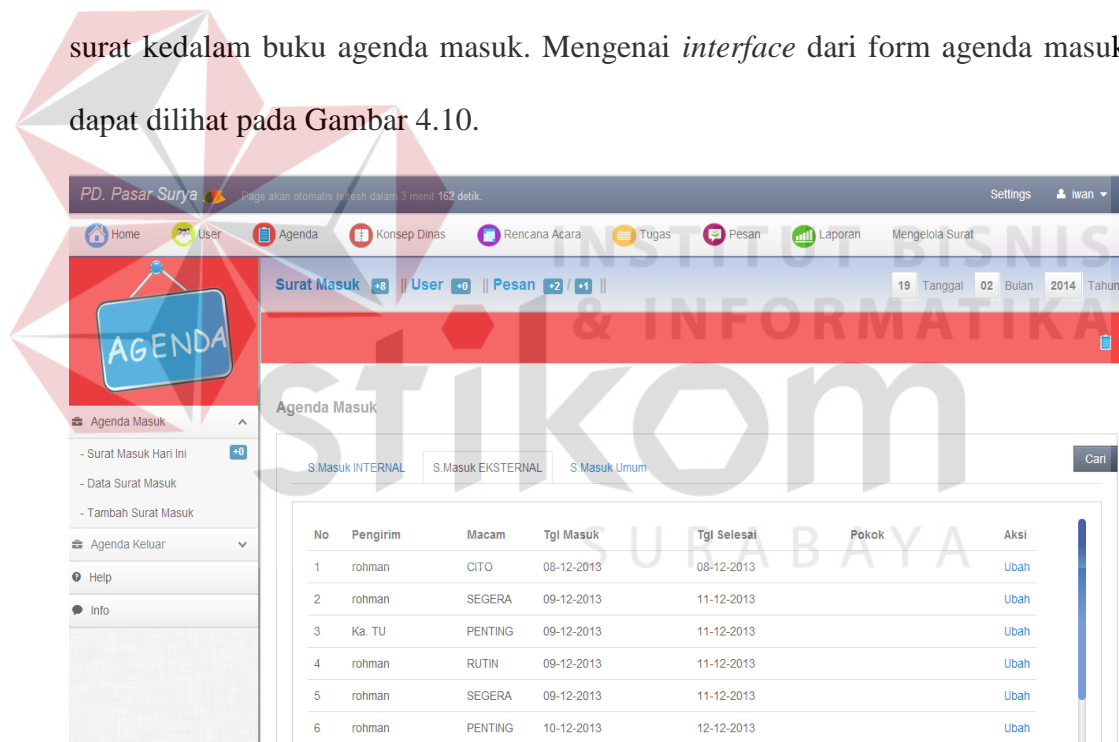 surat kedalam buku agenda masuk. Mengenai interface dari form agenda masuk
dapat dilihat pada Gambar 4.10.
PD. Pasar Surya Page akan otomatis refresh dalam 3 menit 162 detik. Settings iwan
Home User Agenda Konsep Dinas Rencana Acara Tugas Pesan Laporan Mengelola Surat
INSTITUT BISNIS
& INFORMATIKA
stikom
SURABAYA
AGENDA
Surat Masuk +8 || User +0 || Pesan +2 / +1 || 19 Tanggal 02 Bulan 2014 Tahun
Agenda Masuk
- Surat Masuk Hari Ini +0
- Data Surat Masuk
- Tambah Surat Masuk
Agenda Keluar
Help
Info
Agenda Masuk
S.Masuk INTERNAL S.Masuk EKSTERNAL S.Masuk Umum Cari
No Pengirim Macam Tgl Masuk Tgl Selesai Pokok Aksi
1 rohman CITO 08-12-2013 08-12-2013 Ubah
2 rohman SEGERA 09-12-2013 11-12-2013 Ubah
3 Ka. TU PENTING 09-12-2013 11-12-2013 Ubah
4 rohman RUTIN 09-12-2013 11-12-2013 Ubah
5 rohman SEGERA 09-12-2013 11-12-2013 Ubah
6 rohman PENTING 10-12-2013 12-12-2013 Ubah